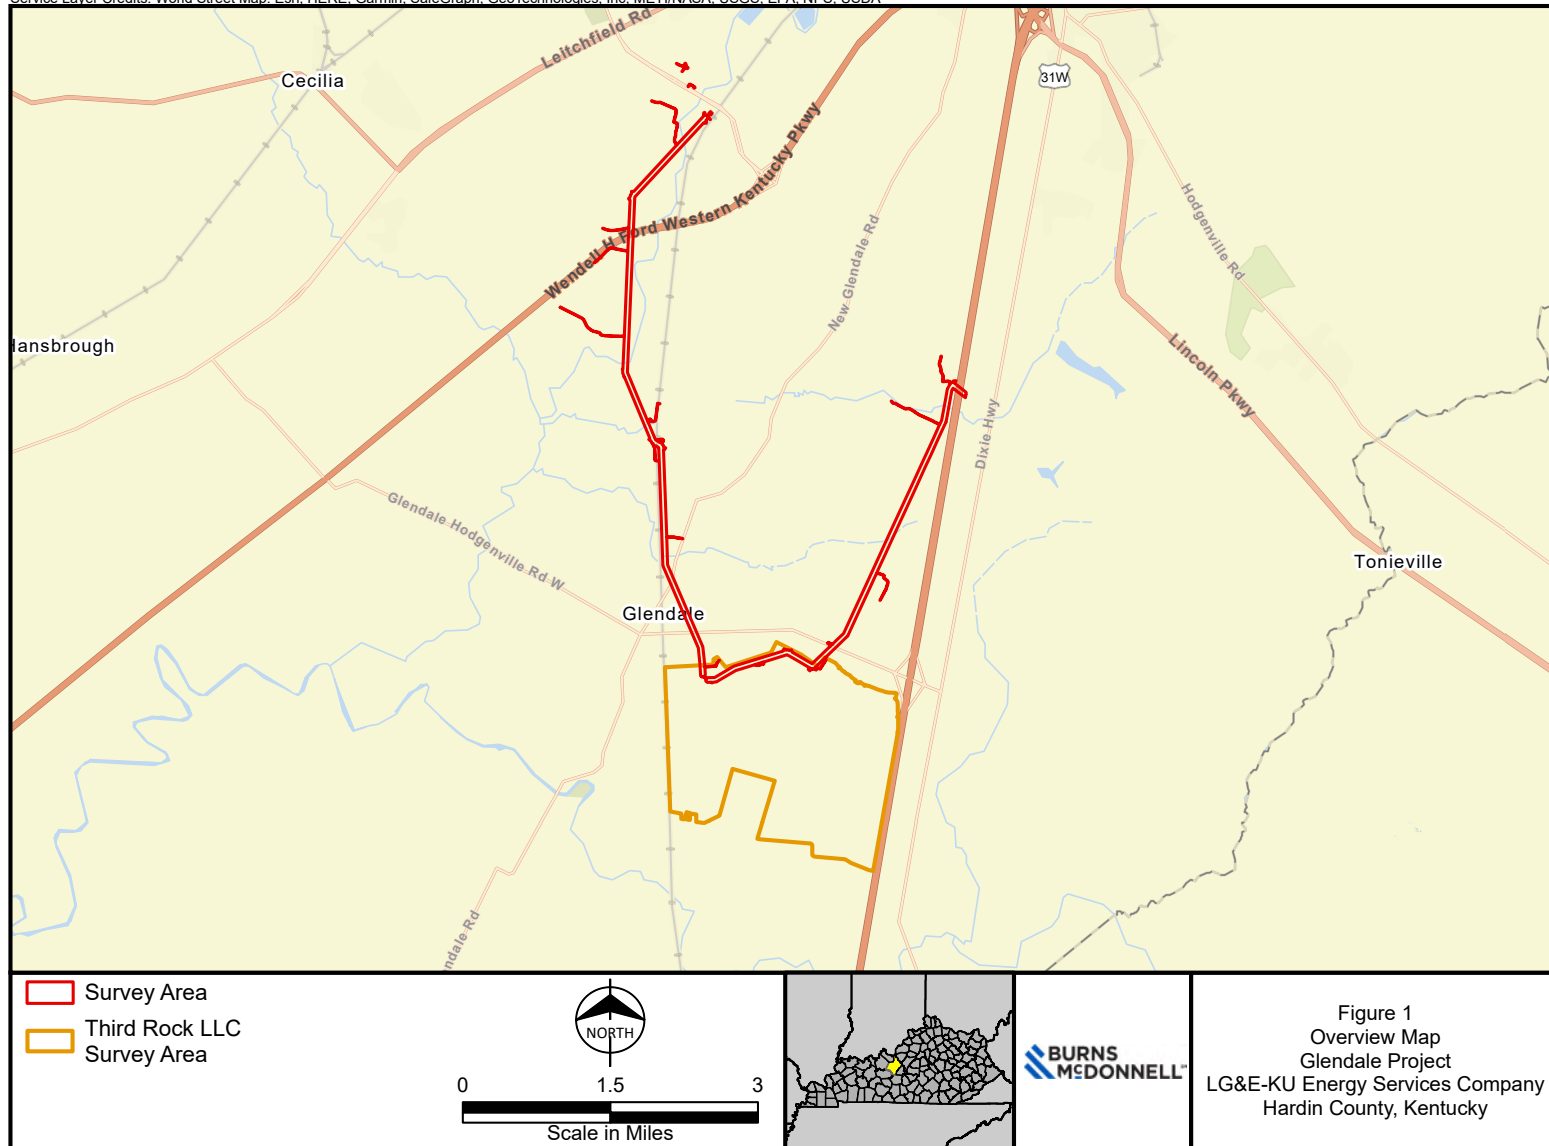 Cecilia
Leitchfield Rd
31W
Wendell H Ford Western Kentucky Pkwy
New Glendale Rd
Hodgenville Rd
Hansbrough
Lincoln Pkwy
Dixie Hwy
Glendale Hodgenville Rd W
Tonieville
Glendale
ndale Rd
Survey Area
Third Rock LLC
Survey Area
NORTH
0 1.5 3
Scale in Miles
BURNS
McDONNELL
Figure 1
Overview Map
Glendale Project
LG&E-KU Energy Services Company
Hardin County, Kentucky